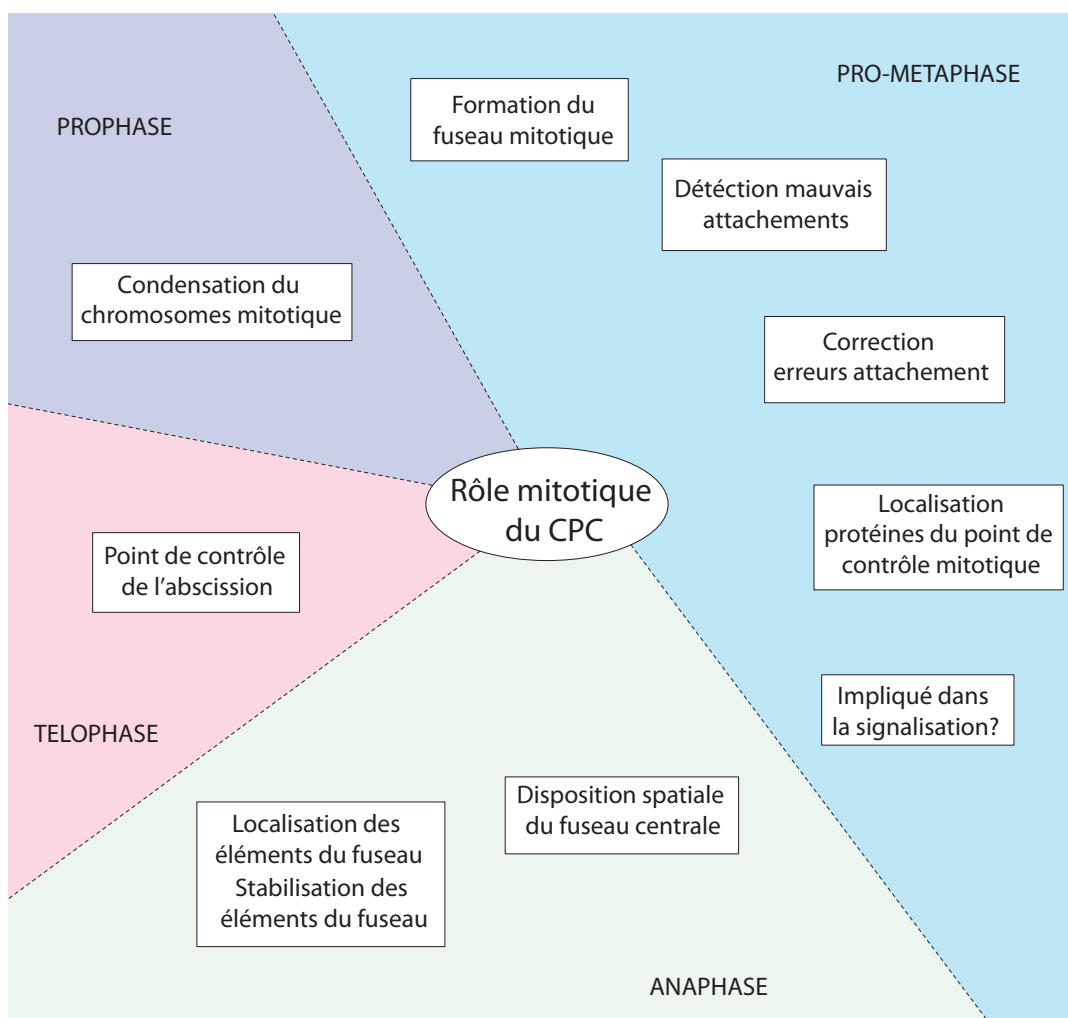 PROPHASE
Condensation du
chromosomes mitotique
PRO-METAPHASE
Formation du
fuseau mitotique
Détéction mauvais
attachements
Correction
erreurs attachement
Localisation
protéines du point de
contrôle mitotique
Impliqué dans
la signalisation?
Rôle mitotique
du CPC
Point de contrôle
de l'abscission
TELOPHASE
Disposition spatiale
du fuseau centrale
Localisation des
éléments du fuseau
Stabilisation des
éléments du fuseau
ANAPHASE